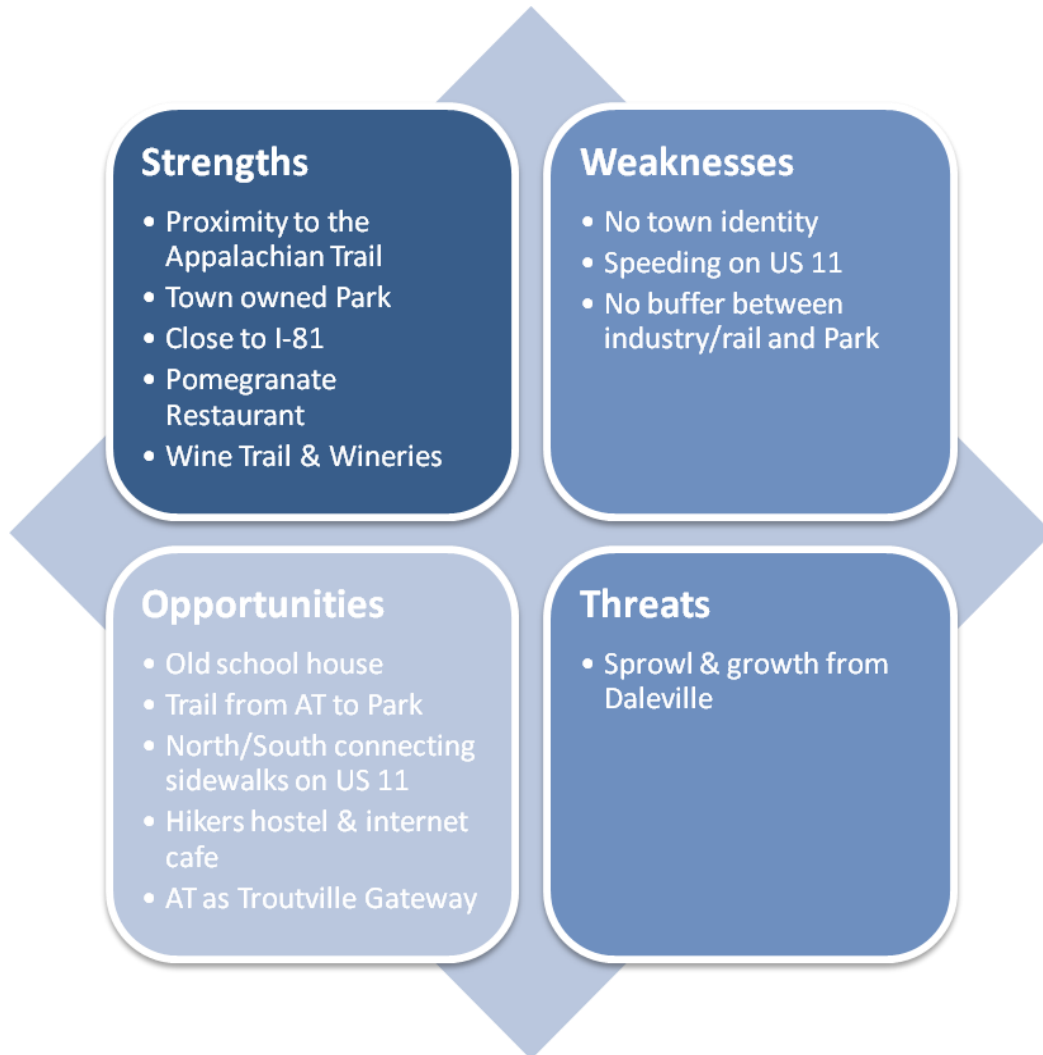 Strengths
• Proximity to the
Appalachian Trail
• Town owned Park
• Close to I-81
• Pomegranate
Restaurant
• Wine Trail & Wineries
Weaknesses
• No town identity
• Speeding on US 11
• No buffer between
industry/rail and Park
Opportunities
• Old school house
• Trail from AT to Park
• North/South connecting
sidewalks on US 11
• Hikers hostel & internet
cafe
• AT as Troutville Gateway
Threats
• Sprowl & growth from
Daleville